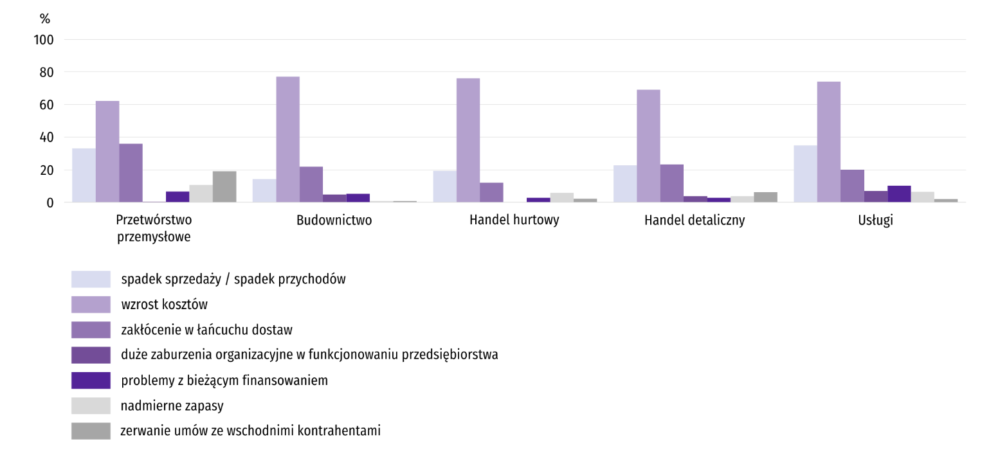 %
100
80
60
40
20
0
Przetwórstwo
przemysłowe
Budownictwo
Handel hurtowy
Handel detaliczny
Usługi
spadek sprzedaży / spadek przychodów
wzrost kosztów
zakłócenie w łańcuchu dostaw
duże zaburzenia organizacyjne w funkcjonowaniu przedsiębiorstwa
problemy z bieżącym finansowaniem
nadmierne zapasy
zerwanie umów ze wschodnimi kontrahentami